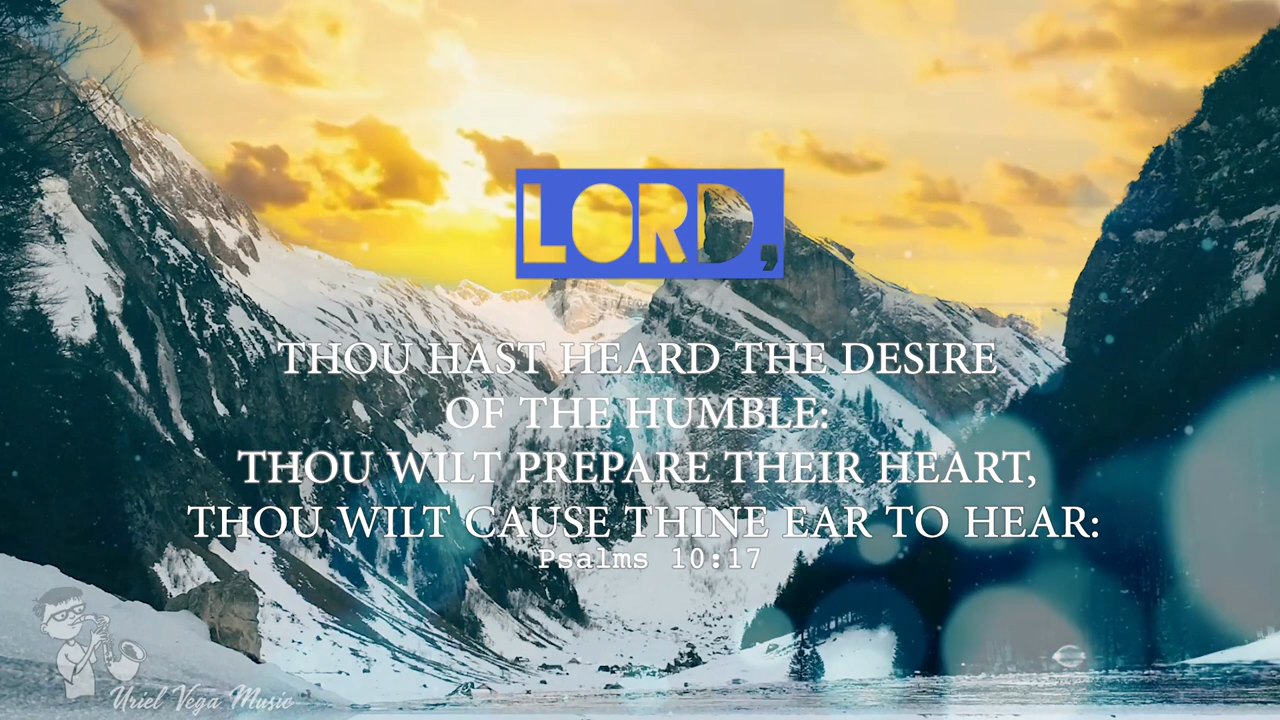 LORD,
THOU HAST HEARD THE DESIRE
OF THE HUMBLE:
THOU WILT PREPARE THEIR HEART,
THOU WILT CAUSE THINE EAR TO HEAR:
Psalms 10:17
Uriel Vega Music